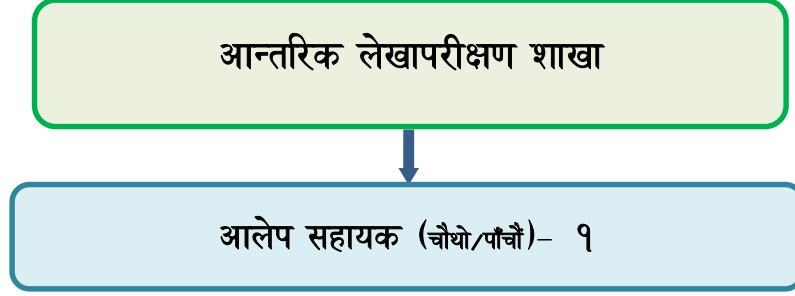 आन्तरिक लेखापरीक्षण शाखा
आलेप सहायक (चौथो/पाँचौं)– १